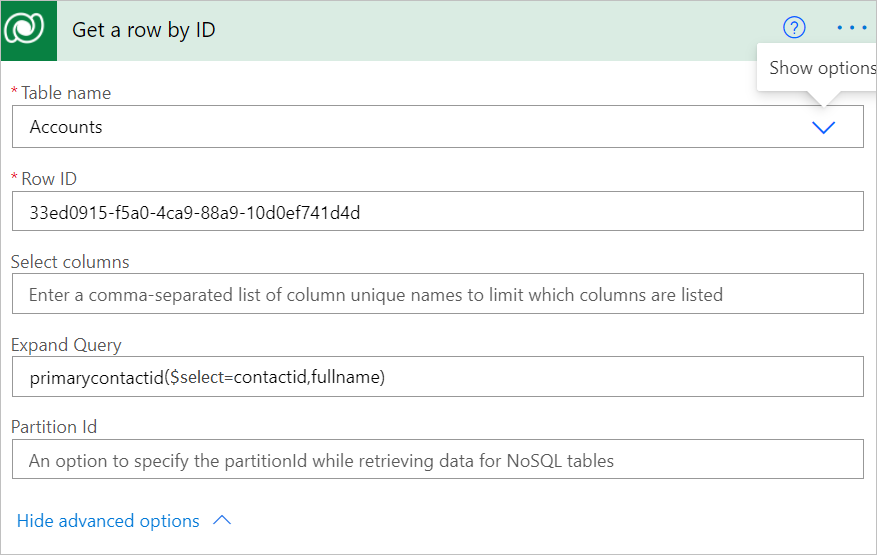 Get a row by ID
?
Show options
* Table name
Accounts
* Row ID
33ed0915-f5a0-4ca9-88a9-10d0ef741d4d
Select columns
Enter a comma-separated list of column unique names to limit which columns are listed
Expand Query
primarycontactid($select=contactid,fullname)
Partition Id
An option to specify the partitionId while retrieving data for NoSQL tables
Hide advanced options